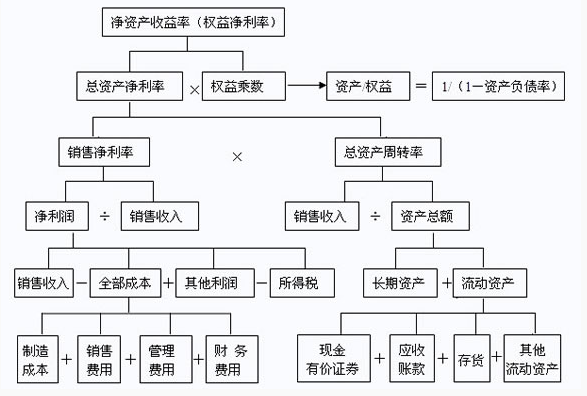 净资产收益率（权益净利率）
总资产净利率 × 权益乘数 资产/权益 = 1/（1—资产负债率）
销售净利率 × 总资产周转率
净利润 ÷ 销售收入 销售收入 ÷ 资产总额
销售收入 － 全部成本 + 其他利润 － 所得税 长期资产 + 流动资产
制造 销售 管理 财 务 现金 应收 其他
成本 + 费用 + 费用 + 费用 有价证券 + 账款 + 存货 + 流动资产